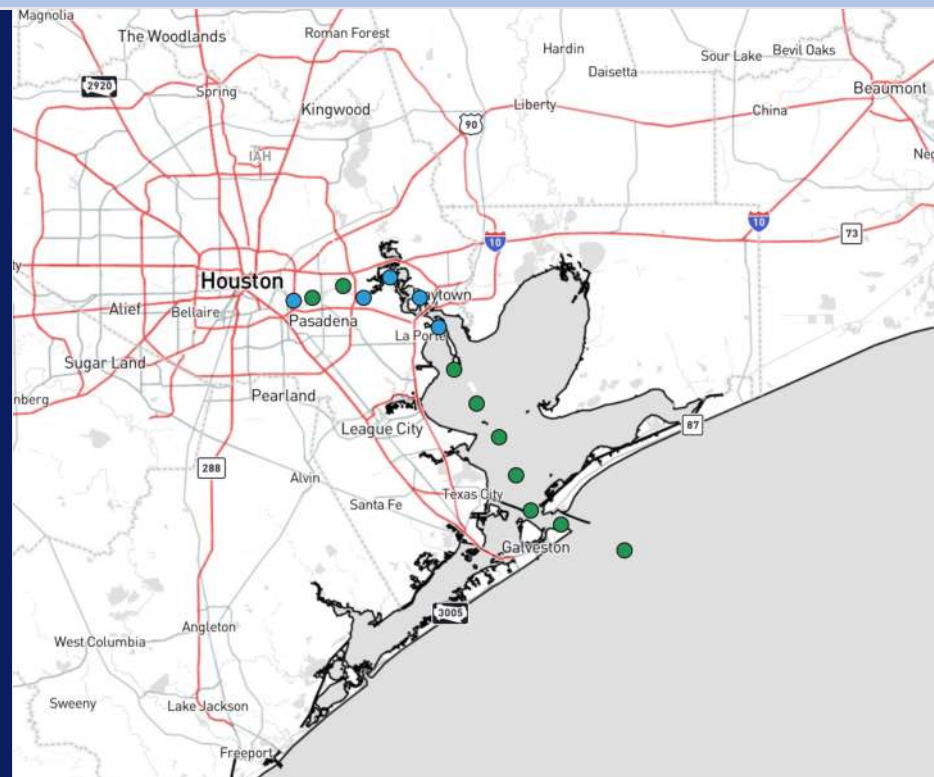 Magnolia
The Woodlands
Roman Forest
Hardin
Sour Lake
Bevil Oaks
Daisetta
2920
Spring
Kingwood
Liberty
China
Beaumont
90
IAH
10
10
73
Houston
Pasadena
Alief
Bellaire
La Porte
Sugar Land
Pearland
League City
87
288
Alvin
Texas City
Santa Fe
Galveston
3005
West Columbia
Angleton
Sweeny
Lake Jackson
Freeport